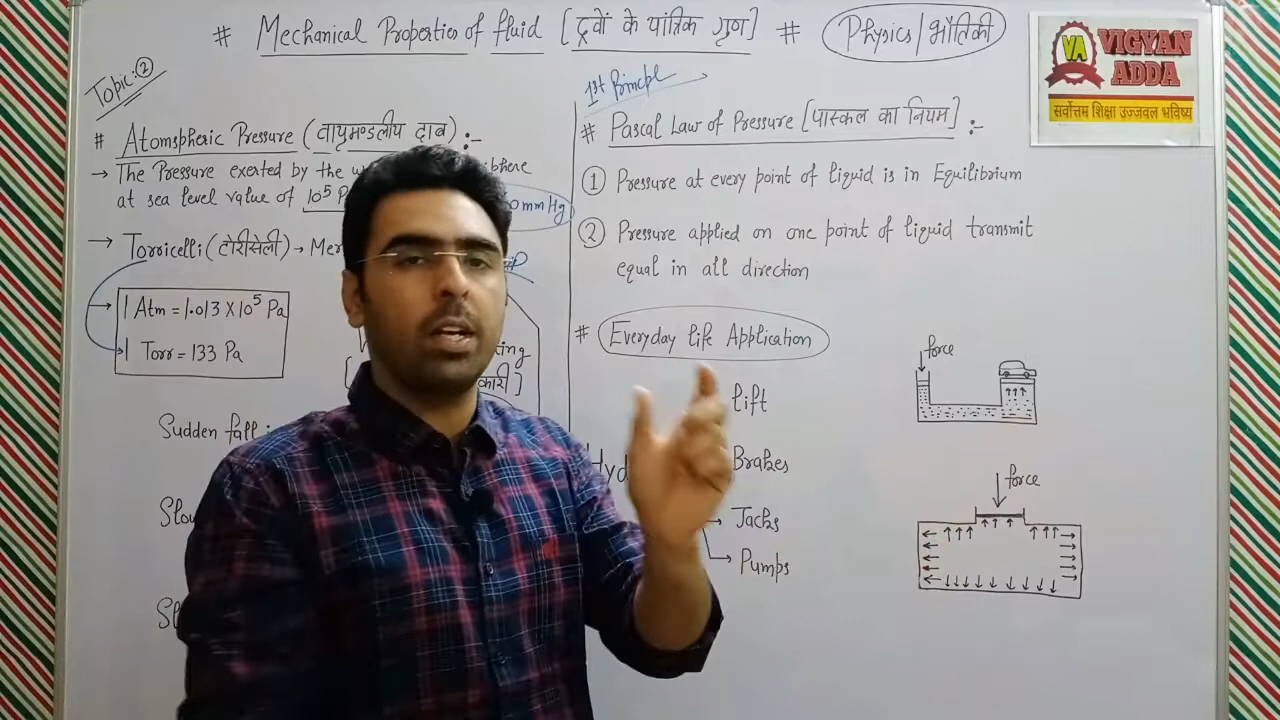 # Mechanical Properties of fluid [द्रवों के यांत्रिक गुण] # Physics/भौतिकी
VA VIGYAN
ADDA
सर्वोत्तम शिक्षा उज्जवल भविष्य
Topic:②
# Atomspheric Pressure (वायुमण्डलीय दाब) :-
→ The Pressure exerted by the
at sea level value of 10⁵
mmHg
→ Torricelli (टोरीसेली) →
→ 1 Atm = 1.013 X 10⁵ Pa
1 Torr = 133 Pa
Sudden fall
1st Principle
# Pascal Law of Pressure [पास्कल का नियम] :-
① Pressure at every point of liquid is in Equilibrium
② Pressure applied on one point of liquid transmit
equal in all direction
# Everyday life Application
lift
Brakes
→ Jacks
→ Pumps
force
force